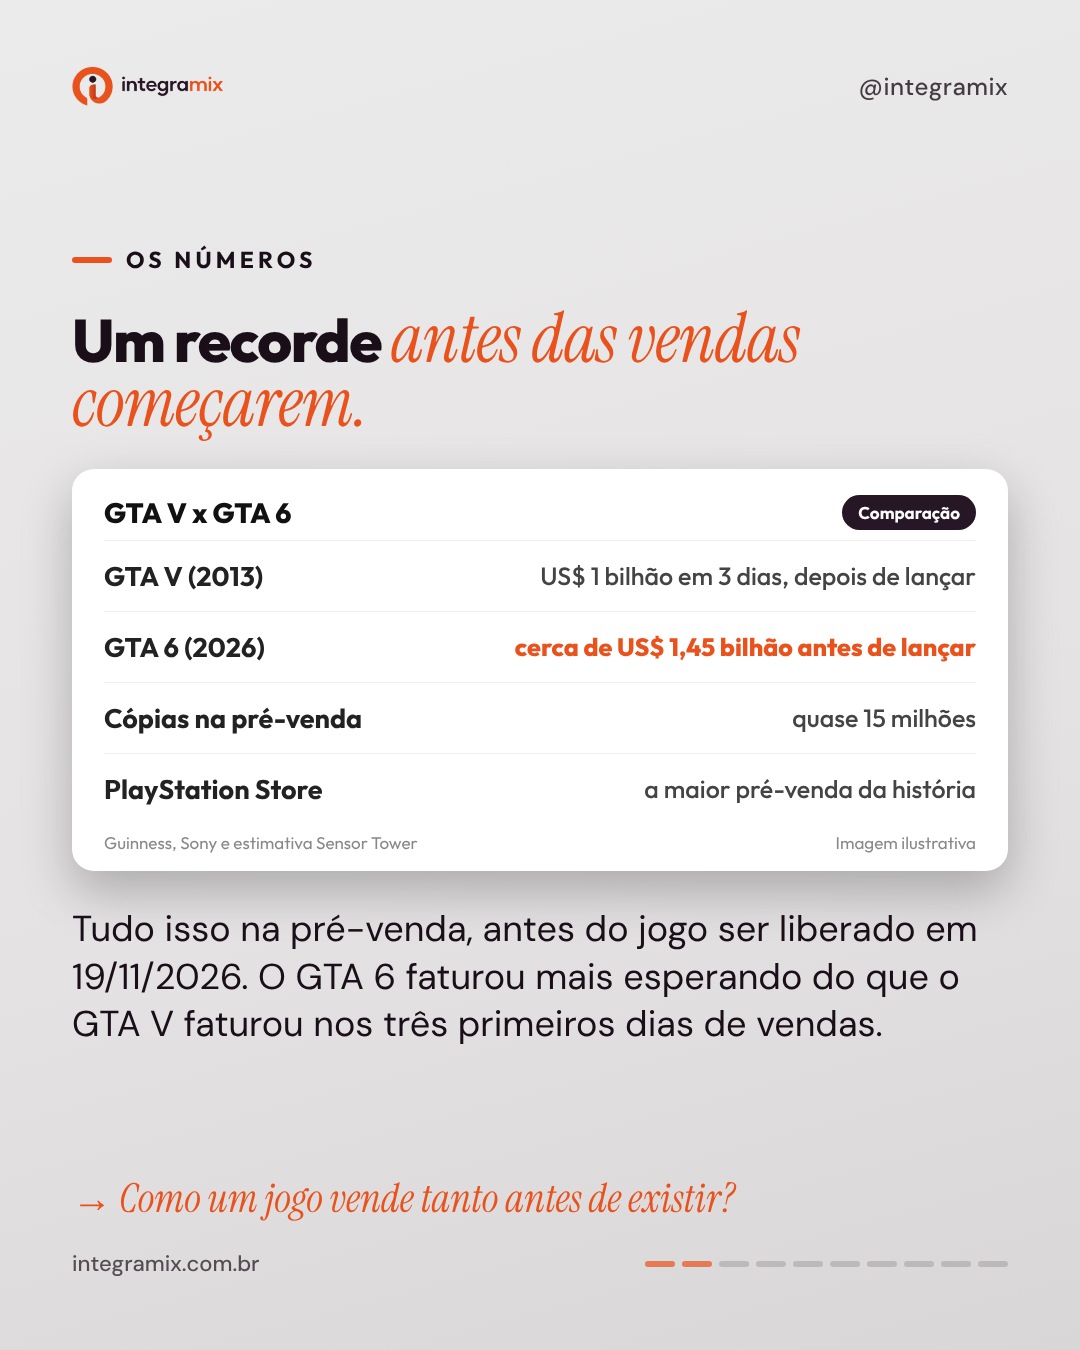 integramix
@integramix
OS NÚMEROS
Um recorde antes das vendas
começarem.
GTA V x GTA 6
Comparação
GTA V (2013)
US$ 1 bilhão em 3 dias, depois de lançar
GTA 6 (2026)
cerca de US$ 1,45 bilhão antes de lançar
Cópias na pré-venda
quase 15 milhões
PlayStation Store
a maior pré-venda da história
Guinness, Sony e estimativa Sensor Tower
Imagem ilustrativa
Tudo isso na pré-venda, antes do jogo ser liberado em
19/11/2026. O GTA 6 faturou mais esperando do que o
GTA V faturou nos três primeiros dias de vendas.
→ Como um jogo vende tanto antes de existir?
integramix.com.br